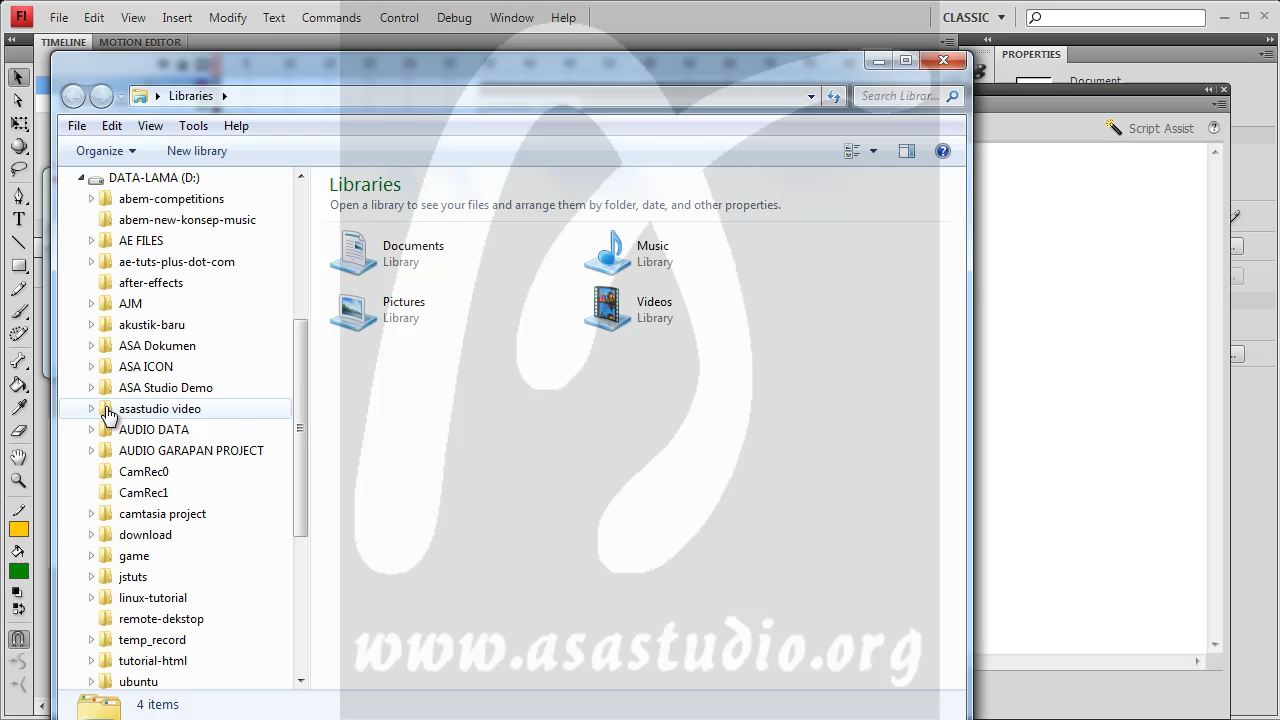 Fl File Edit View Insert Modify Text Commands Control Debug Window Help CLASSIC
TIMELINE MOTION EDITOR PROPERTIES
Document
Libraries Search Librar...
File Edit View Tools Help
Organize New library
Script Assist
DATA-LAMA (D:)
abem-competitions
abem-new-konsep-music
AE FILES
ae-tuts-plus-dot-com
after-effects
AJM
akustik-baru
ASA Dokumen
ASA ICON
ASA Studio Demo
asastudio video
AUDIO DATA
AUDIO GARAPAN PROJECT
CamRec0
CamRec1
camtasia project
download
game
jstuts
linux-tutorial
remote-dekstop
temp_record
tutorial-html
ubuntu
Libraries
Open a library to see your files and arrange them by folder, date, and other properties.
Documents
Library
Music
Library
Pictures
Library
Videos
Library
www.asastudio.org
4 items